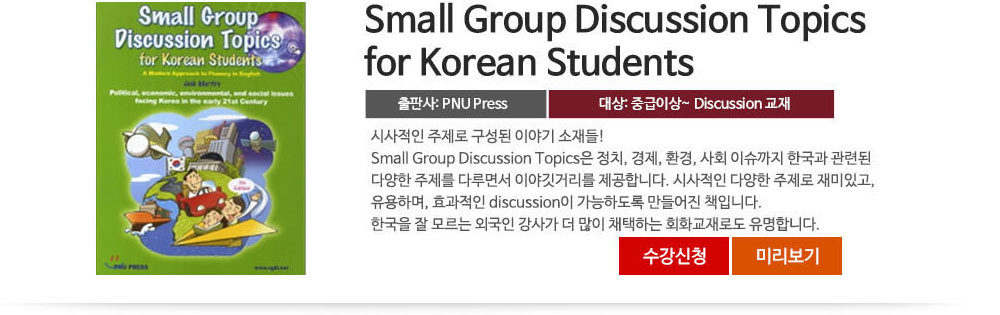 Small Group
Discussion Topics
for Korean Students
A Modern Approach to Fluency in English
Jack Martire
Political, economic, environmental, and social issues
facing Korea in the early 21st Century
PNU PRESS
Small Group Discussion Topics
for Korean Students
출판사: PNU Press
대상: 중급이상~ Discussion 교재
시사적인 주제로 구성된 이야기 소재들!
Small Group Discussion Topics은 정치, 경제, 환경, 사회 이슈까지 한국과 관련된
다양한 주제를 다루면서 이야깃거리를 제공합니다. 시사적인 다양한 주제로 재미있고,
유용하며, 효과적인 discussion이 가능하도록 만들어진 책입니다.
한국을 잘 모르는 외국인 강사가 더 많이 채택하는 회화교재로도 유명합니다.
수강신청
미리보기